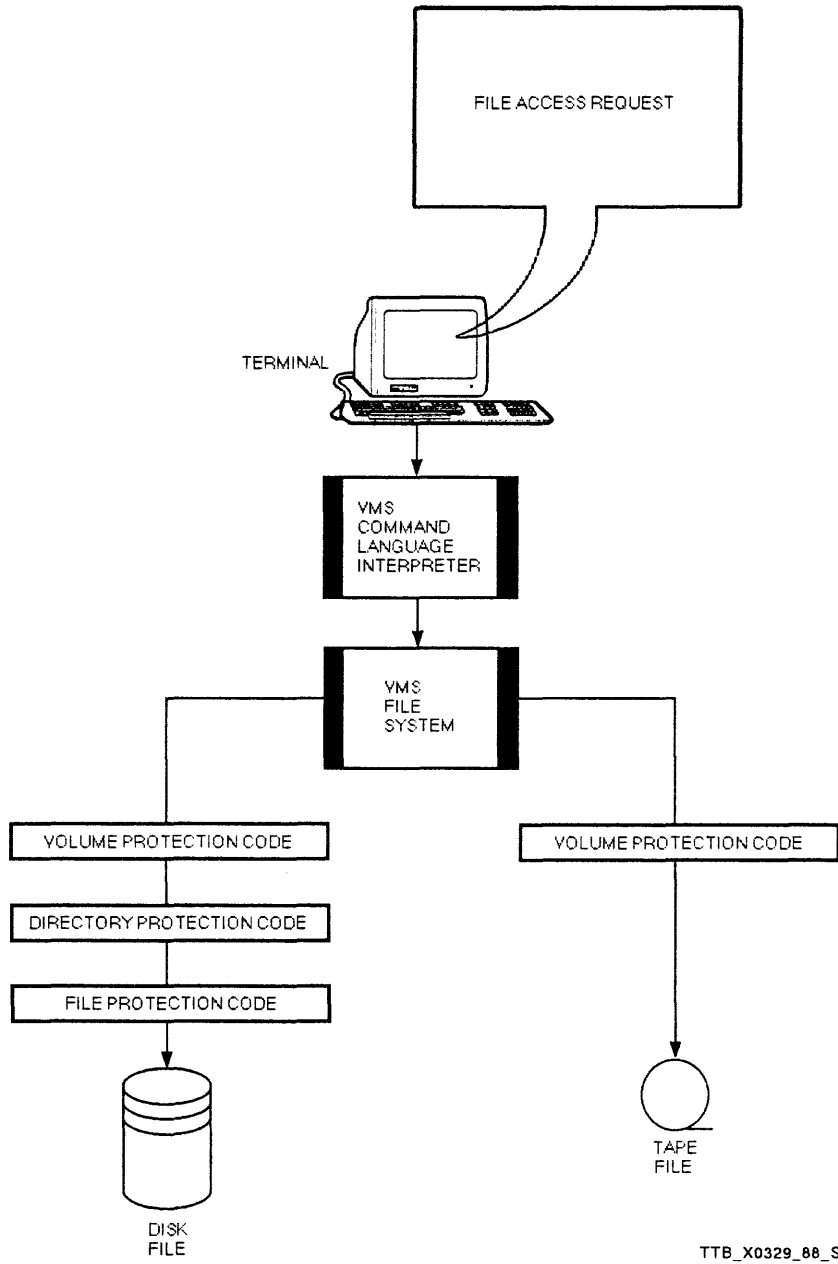 FILE ACCESS REQUEST
TERMINAL
VMS
COMMAND
LANGUAGE
INTERPRETER
VMS
FILE
SYSTEM
VOLUME PROTECTION CODE
VOLUME PROTECTION CODE
DIRECTORY PROTECTION CODE
FILE PROTECTION CODE
TAPE
FILE
DISK
FILE
TTB_X0329_88_S